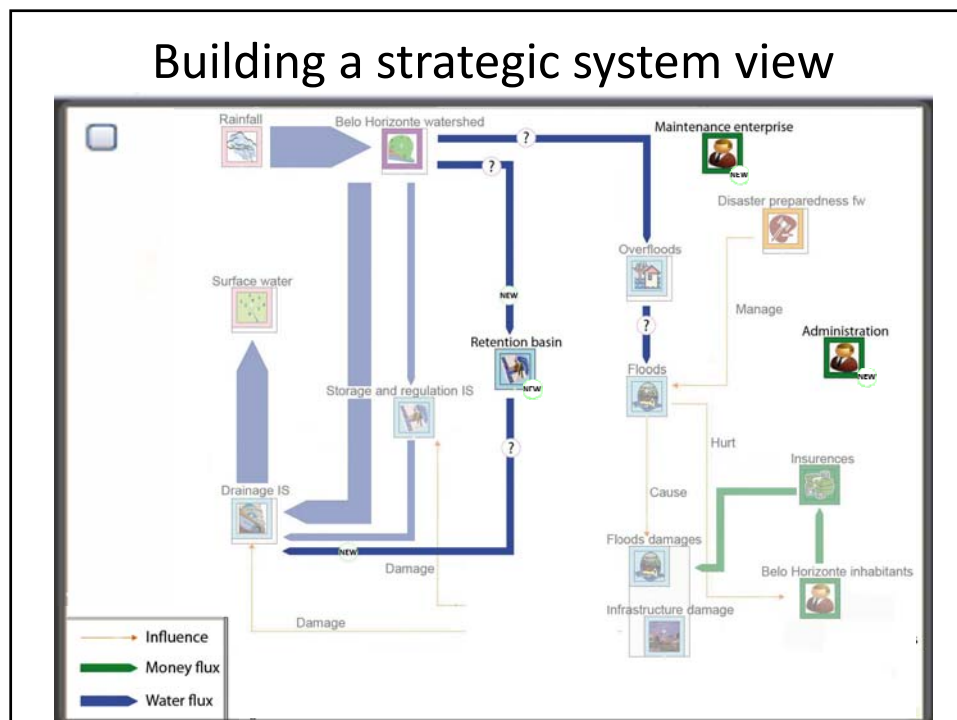 Building a strategic system view
Rainfall
Belo Horizonte watershed
?
?
Maintenance enterprise
NEW
Disaster preparedness fw
Overfloods
Surface water
NEW
Manage
?
Administration
NEW
Retention basin
NEW
Floods
Storage and regulation IS
?
Hurt
Insurences
Drainage IS
Cause
Floods damages
NEW
Damage
Belo Horizonte inhabitants
Infrastructure damage
Damage
Influence
Money flux
Water flux